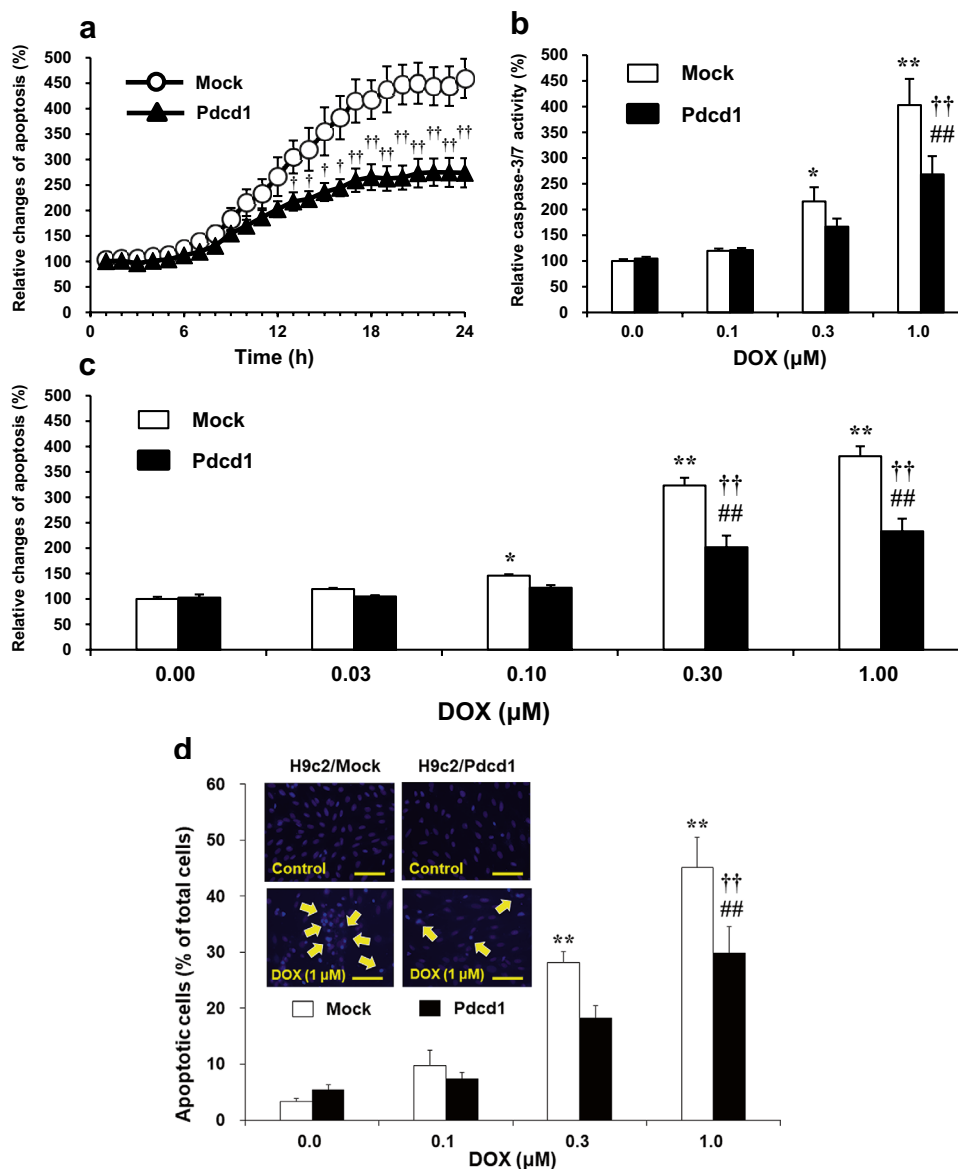 a
Relative changes of apoptosis (%)
500
450
400
350
300
250
200
150
100
50
0
Mock
Pdcd1
† † † † †† †† †† †† †† †† †† ††
0 6 12 18 24
Time (h)
b
Relative caspase-3/7 activity (%)
500
450
400
350
300
250
200
150
100
50
0
Mock
Pdcd1
*
**
††
##
0.0 0.1 0.3 1.0
DOX (µM)
c
Relative changes of apoptosis (%)
500
450
400
350
300
250
200
150
100
50
0
Mock
Pdcd1
*
**
††
##
**
††
##
0.00 0.03 0.10 0.30 1.00
DOX (µM)
d
Apoptotic cells (% of total cells)
60
50
40
30
20
10
0
H9c2/Mock H9c2/Pdcd1
Control Control
DOX (1 µM) DOX (1 µM)
Mock Pdcd1
**
**
††
##
0.0 0.1 0.3 1.0
DOX (µM)